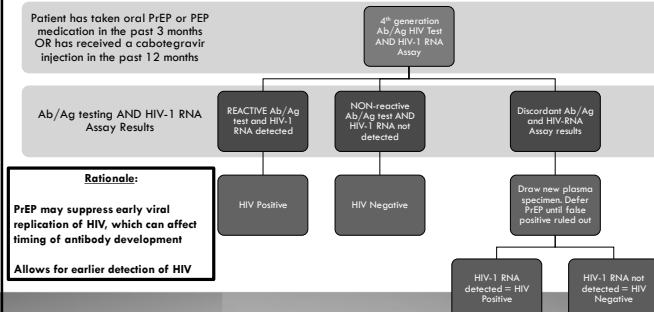 Patient has taken oral PrEP or PEP
medication in the past 3 months
OR has received a cabotegravir
injection in the past 12 months
4th generation
Ab/Ag HIV Test
AND HIV-1 RNA
Assay
Ab/Ag testing AND HIV-1 RNA
Assay Results
REACTIVE Ab/Ag
test and HIV-1
RNA detected
NON-reactive
Ab/Ag test AND
HIV-1 RNA not
detected
Discordant Ab/Ag
and HIV-RNA
Assay results
Rationale:
PrEP may suppress early viral
replication of HIV, which can affect
timing of antibody development
Allows for earlier detection of HIV
HIV Positive
HIV Negative
Draw new plasma
specimen. Defer
PrEP until false
positive ruled out
HIV-1 RNA
detected = HIV
Positive
HIV-1 RNA not
detected = HIV
Negative